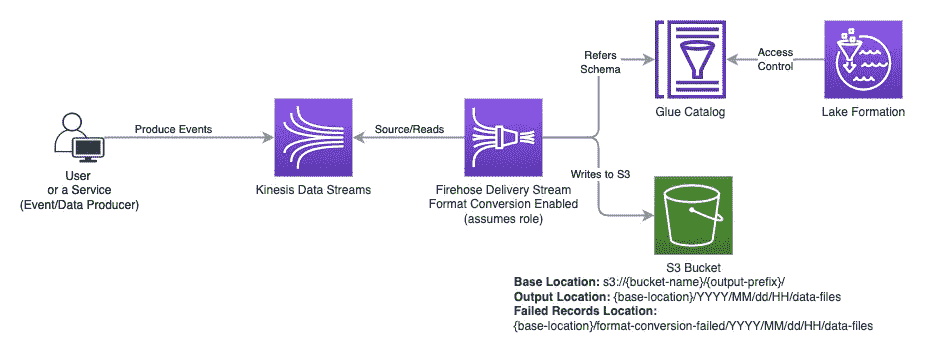 Refers
Schema
Access
Control
Glue Catalog
Lake Formation
Produce Events
Source/Reads
User
or a Service
(Event/Data Producer)
Kinesis Data Streams
Firehose Delivery Stream
Format Conversion Enabled
(assumes role)
Writes to S3
S3 Bucket
Base Location: s3://{bucket-name}/{output-prefix}/
Output Location: {base-location}/YYYY/MM/dd/HH/data-files
Failed Records Location:
{base-location}/format-conversion-failed/YYYY/MM/dd/HH/data-files